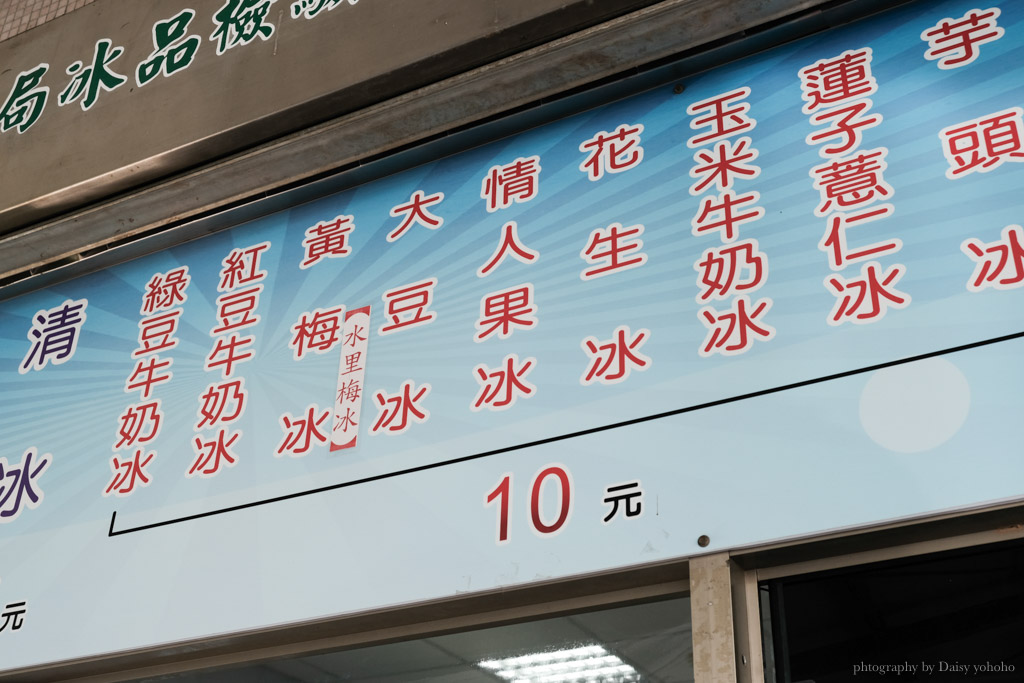 局冰品檢
清冰
元
綠豆牛奶冰
紅豆牛奶冰
黃梅冰
水里梅冰
大豆冰
情人果冰
花生冰
玉米牛奶冰
蓮子薏仁冰
芋頭冰
10元
phtography by Daisy yohoho